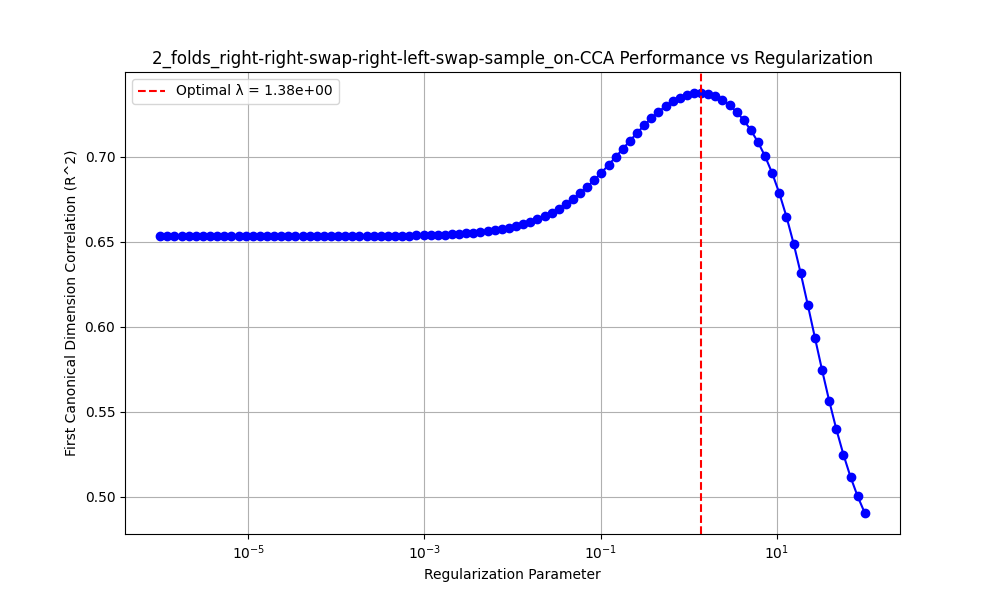 2_folds_right-right-swap-right-left-swap-sample_on-CCA Performance vs Regularization
Optimal λ = 1.38e+00
First Canonical Dimension Correlation (R^2)
0.70
0.65
0.60
0.55
0.50
10⁻⁵
10⁻³
10⁻¹
10¹
Regularization Parameter